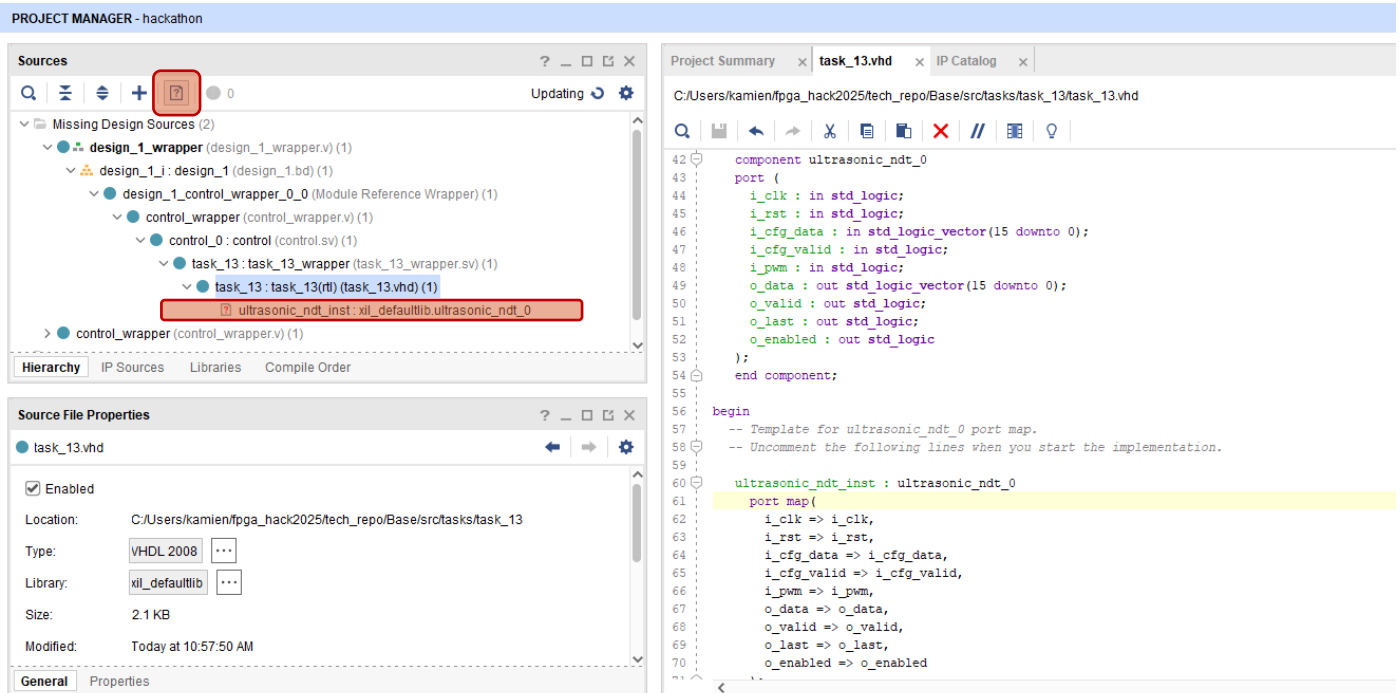 PROJECT MANAGER - hackathon
Sources
? _
0
Updating
Missing Design Sources (2)
design_1_wrapper (design_1_wrapper.v) (1)
design_1_i : design_1 (design_1.bd) (1)
design_1_control_wrapper_0_0 (Module Reference Wrapper) (1)
control_wrapper (control_wrapper.v) (1)
control_0 : control (control.sv) (1)
task_13 : task_13_wrapper (task_13_wrapper.sv) (1)
task_13 : task_13(rtl) (task_13.vhd) (1)
ultrasonic_ndt_inst : xil_defaultlib.ultrasonic_ndt_0
control_wrapper (control_wrapper.v) (1)
Hierarchy IP Sources Libraries Compile Order
Source File Properties
? _
task_13.vhd
Enabled
Location: C:/Users/kamien/fpga_hack2025/tech_repo/Base/src/tasks/task_13
Type: VHDL 2008 ...
Library: xil_defaultlib ...
Size: 2.1 KB
Modified: Today at 10:57:50 AM
General Properties
Project Summary × task_13.vhd × IP Catalog ×
C:/Users/kamien/fpga_hack2025/tech_repo/Base/src/tasks/task_13/task_13.vhd
42 component ultrasonic_ndt_0
43 port (
44 i_clk : in std_logic;
45 i_rst : in std_logic;
46 i_cfg_data : in std_logic_vector(15 downto 0);
47 i_cfg_valid : in std_logic;
48 i_pwm : in std_logic;
49 o_data : out std_logic_vector(15 downto 0);
50 o_valid : out std_logic;
51 o_last : out std_logic;
52 o_enabled : out std_logic
53 );
54 end component;
55
56 begin
57 -- Template for ultrasonic_ndt_0 port map.
58 -- Uncomment the following lines when you start the implementation.
59
60 ultrasonic_ndt_inst : ultrasonic_ndt_0
61 port map(
62 i_clk => i_clk,
63 i_rst => i_rst,
64 i_cfg_data => i_cfg_data,
65 i_cfg_valid => i_cfg_valid,
66 i_pwm => i_pwm,
67 o_data => o_data,
68 o_valid => o_valid,
69 o_last => o_last,
70 o_enabled => o_enabled